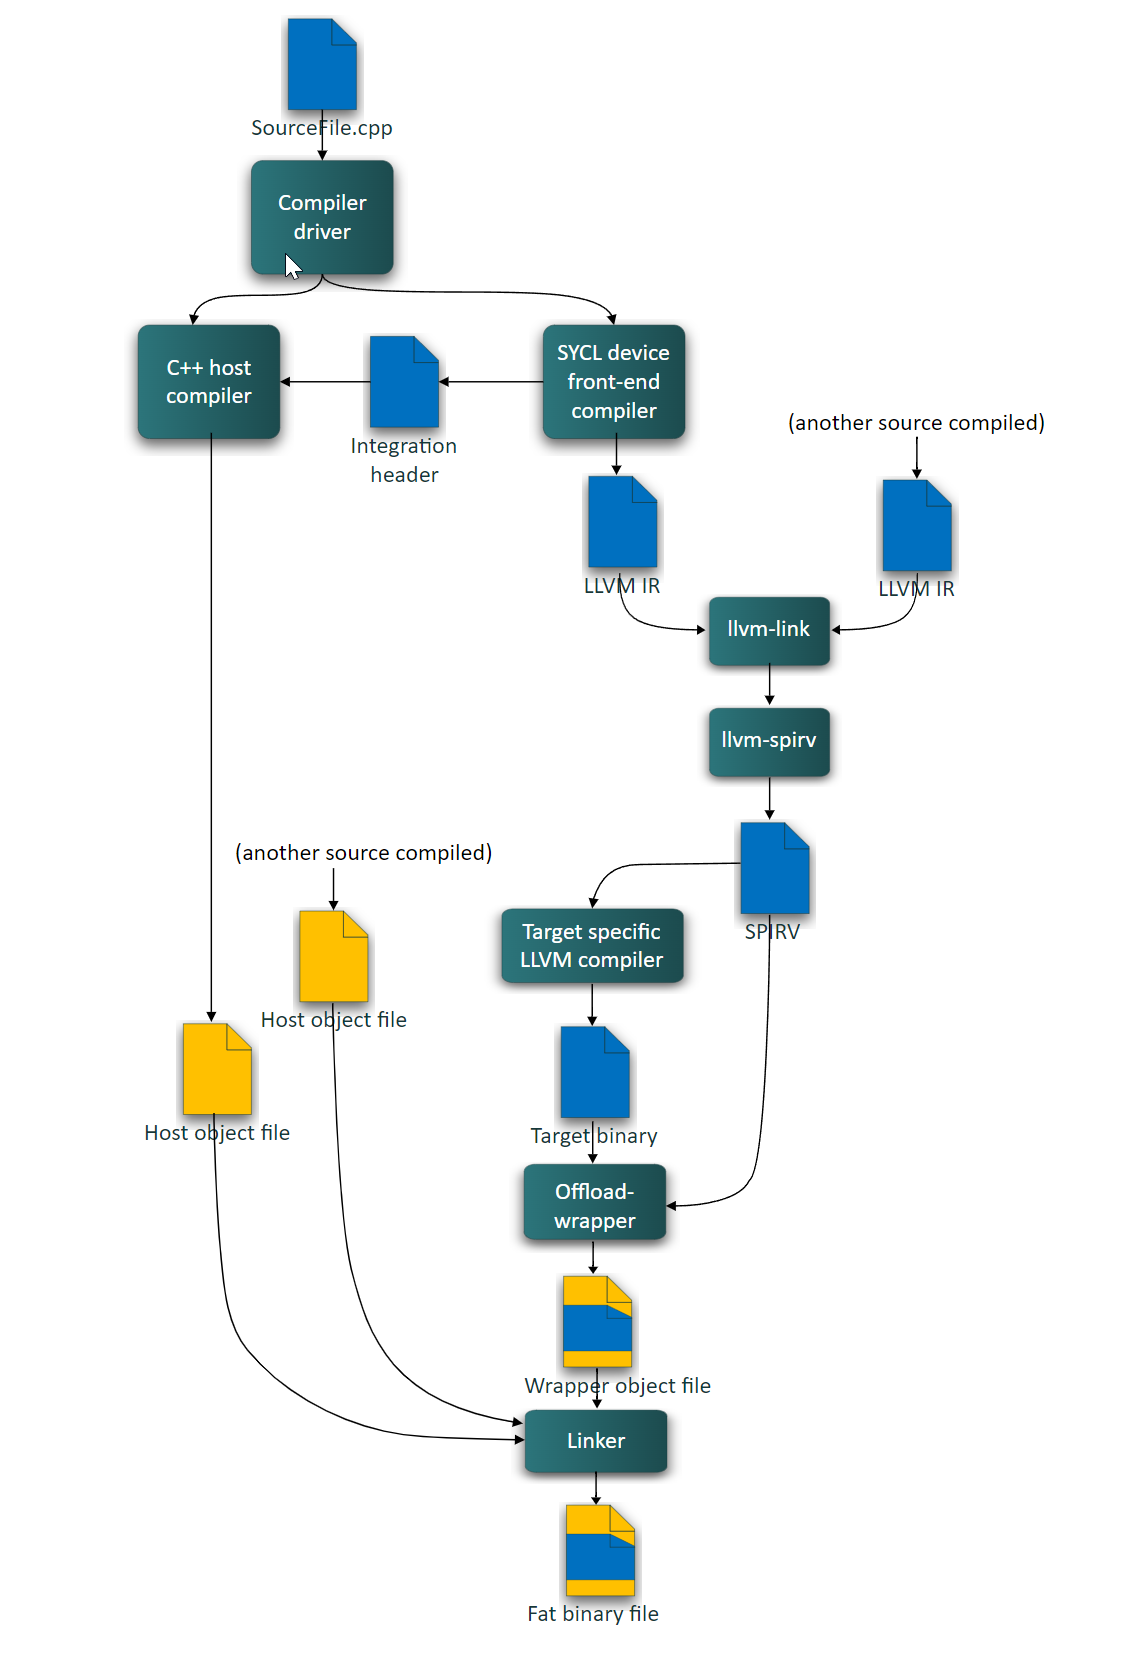 SourceFile.cpp
Compiler
driver
C++ host
compiler
Integration
header
SYCL device
front-end
compiler
(another source compiled)
LLVM IR
LLVM IR
llvm-link
llvm-spirv
SPIRV
(another source compiled)
Host object file
Host object file
Target specific
LLVM compiler
Target binary
Offload-
wrapper
Wrapper object file
Linker
Fat binary file